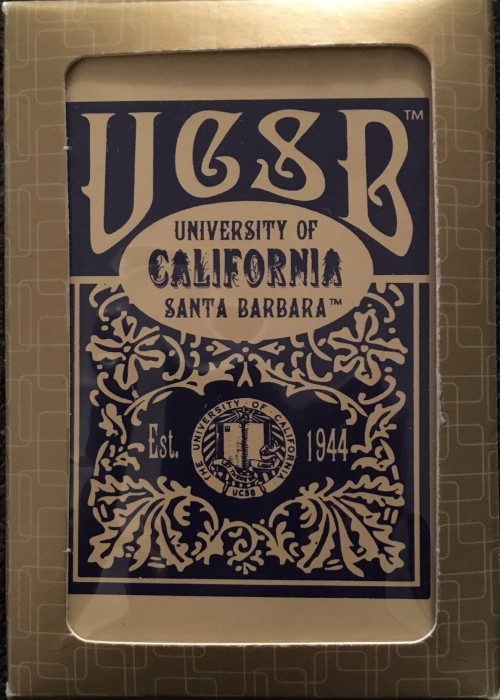 UCSB™
UNIVERSITY OF
CALIFORNIA
SANTA BARBARA™
Est.
THE UNIVERSITY · OF · CALIFORNIA
UCSB
1944